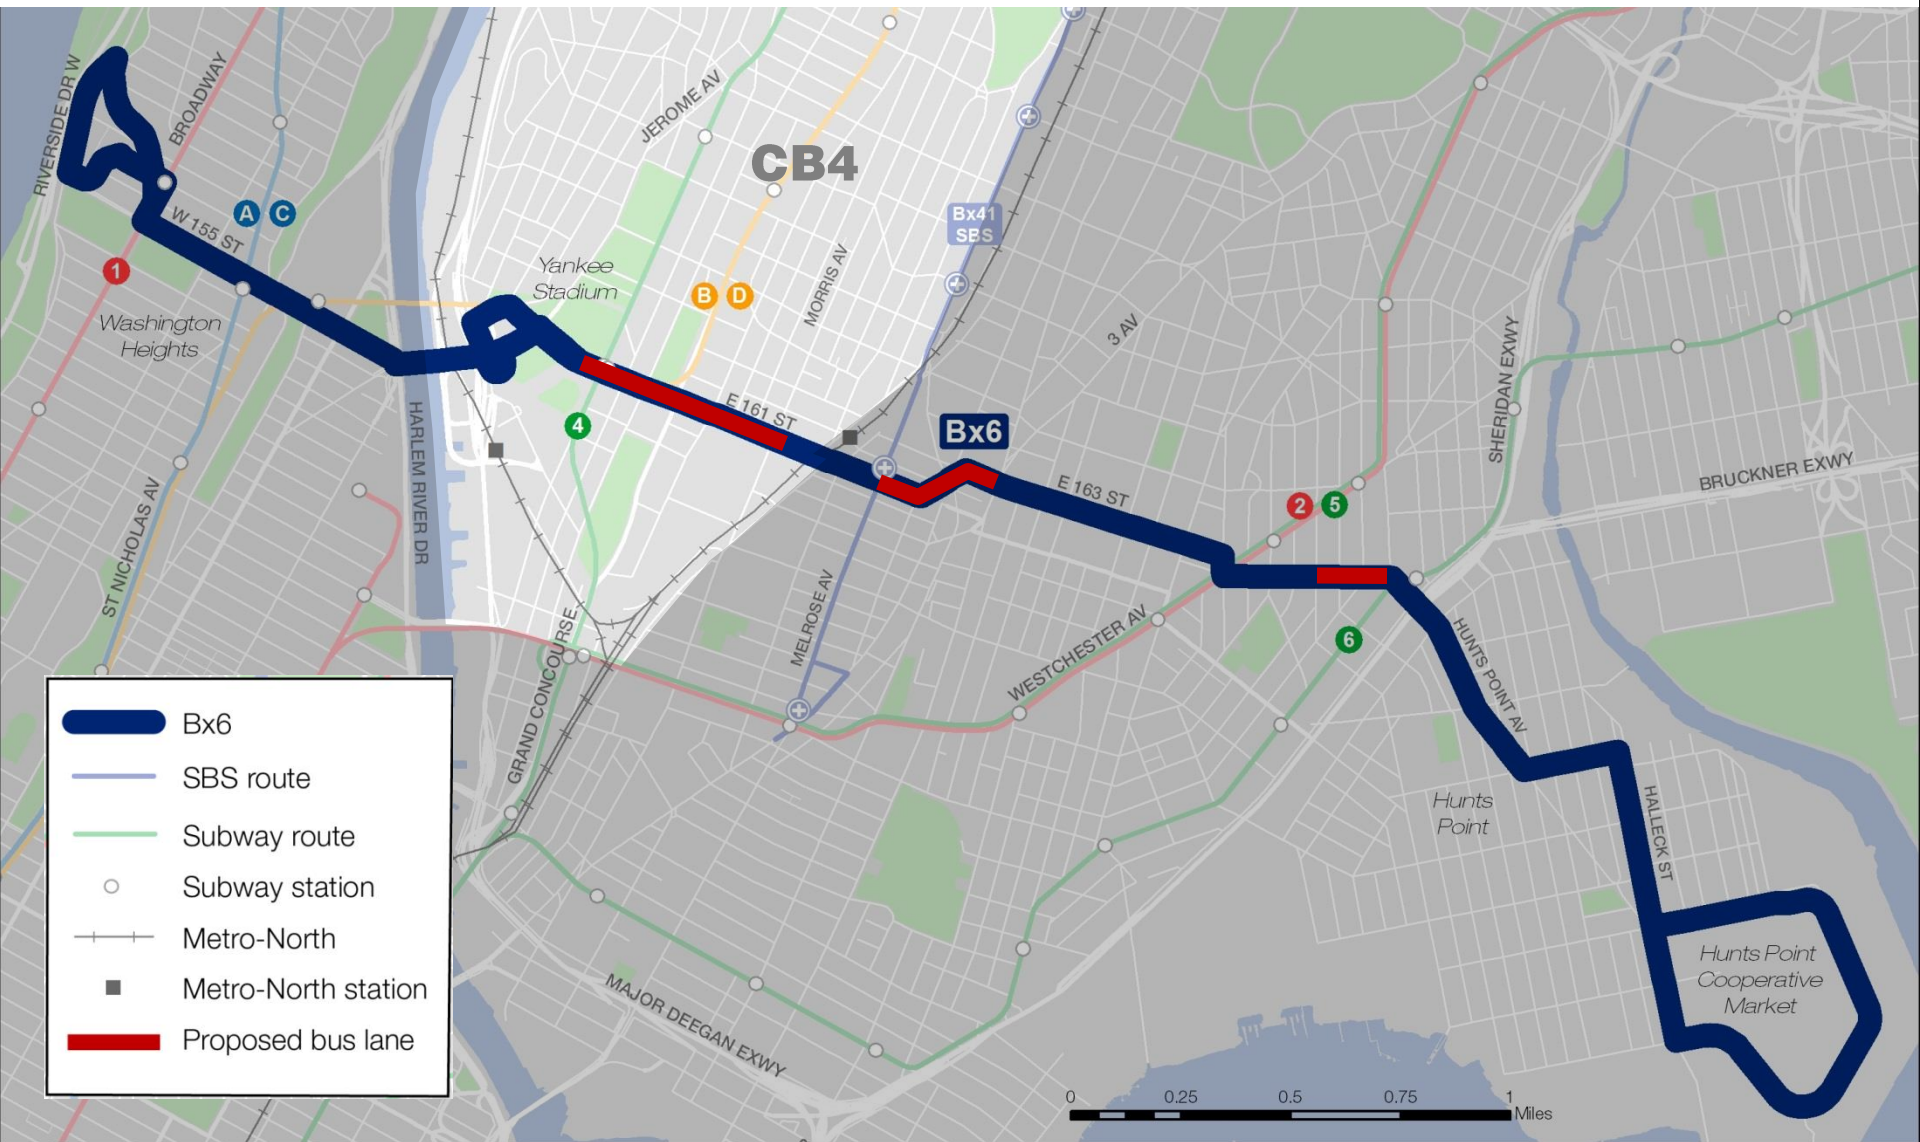 RIVERSIDE DR W
BROADWAY
JEROME AV
CB4
A
C
W 155 ST
Bx41
SBS
1
Yankee
Stadium
B
D
MORRIS AV
Washington
Heights
3 AV
SHERIDAN EXWY
HARLEM RIVER DR
4
E 161 ST
Bx6
BRUCKNER EXWY
E 163 ST
2
5
ST NICHOLAS AV
MELROSE AV
GRAND CONCOURSE
WESTCHESTER AV
6
HUNTS POINT AV
Hunts
Point
HALLECK ST
Hunts Point
Cooperative
Market
MAJOR DEEGAN EXWY
Bx6
SBS route
Subway route
Subway station
Metro-North
Metro-North station
Proposed bus lane
0
0.25
0.5
0.75
1
Miles